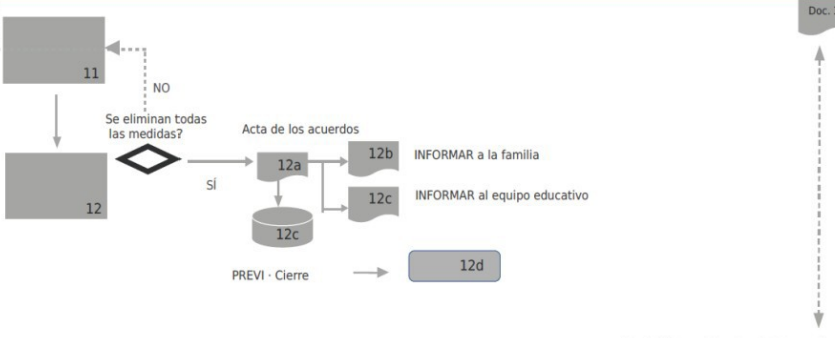 Doc.
11
NO
Se eliminan todas
las medidas?
Acta de los acuerdos
12
SÍ
12a
12b
INFORMAR a la familia
12c
INFORMAR al equipo educativo
12c
PREVI · Cierre
12d